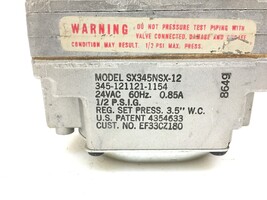 WARNING DO NOT PRESSURE TEST PIPING WITH
VALVE CONNECTED, DAMAGE AND UNSAFE
CONDITION MAY RESULT. 1/2 PSI MAX. PRESS.
MODEL SX345NSX-12
345-121121-1154
24VAC 60Hz. 0.85A
1/2 P.S.I.G.
REG. SET PRESS. 3.5" W.C.
U.S. PATENT 4354633
CUST. NO. EF33CZ180
8649